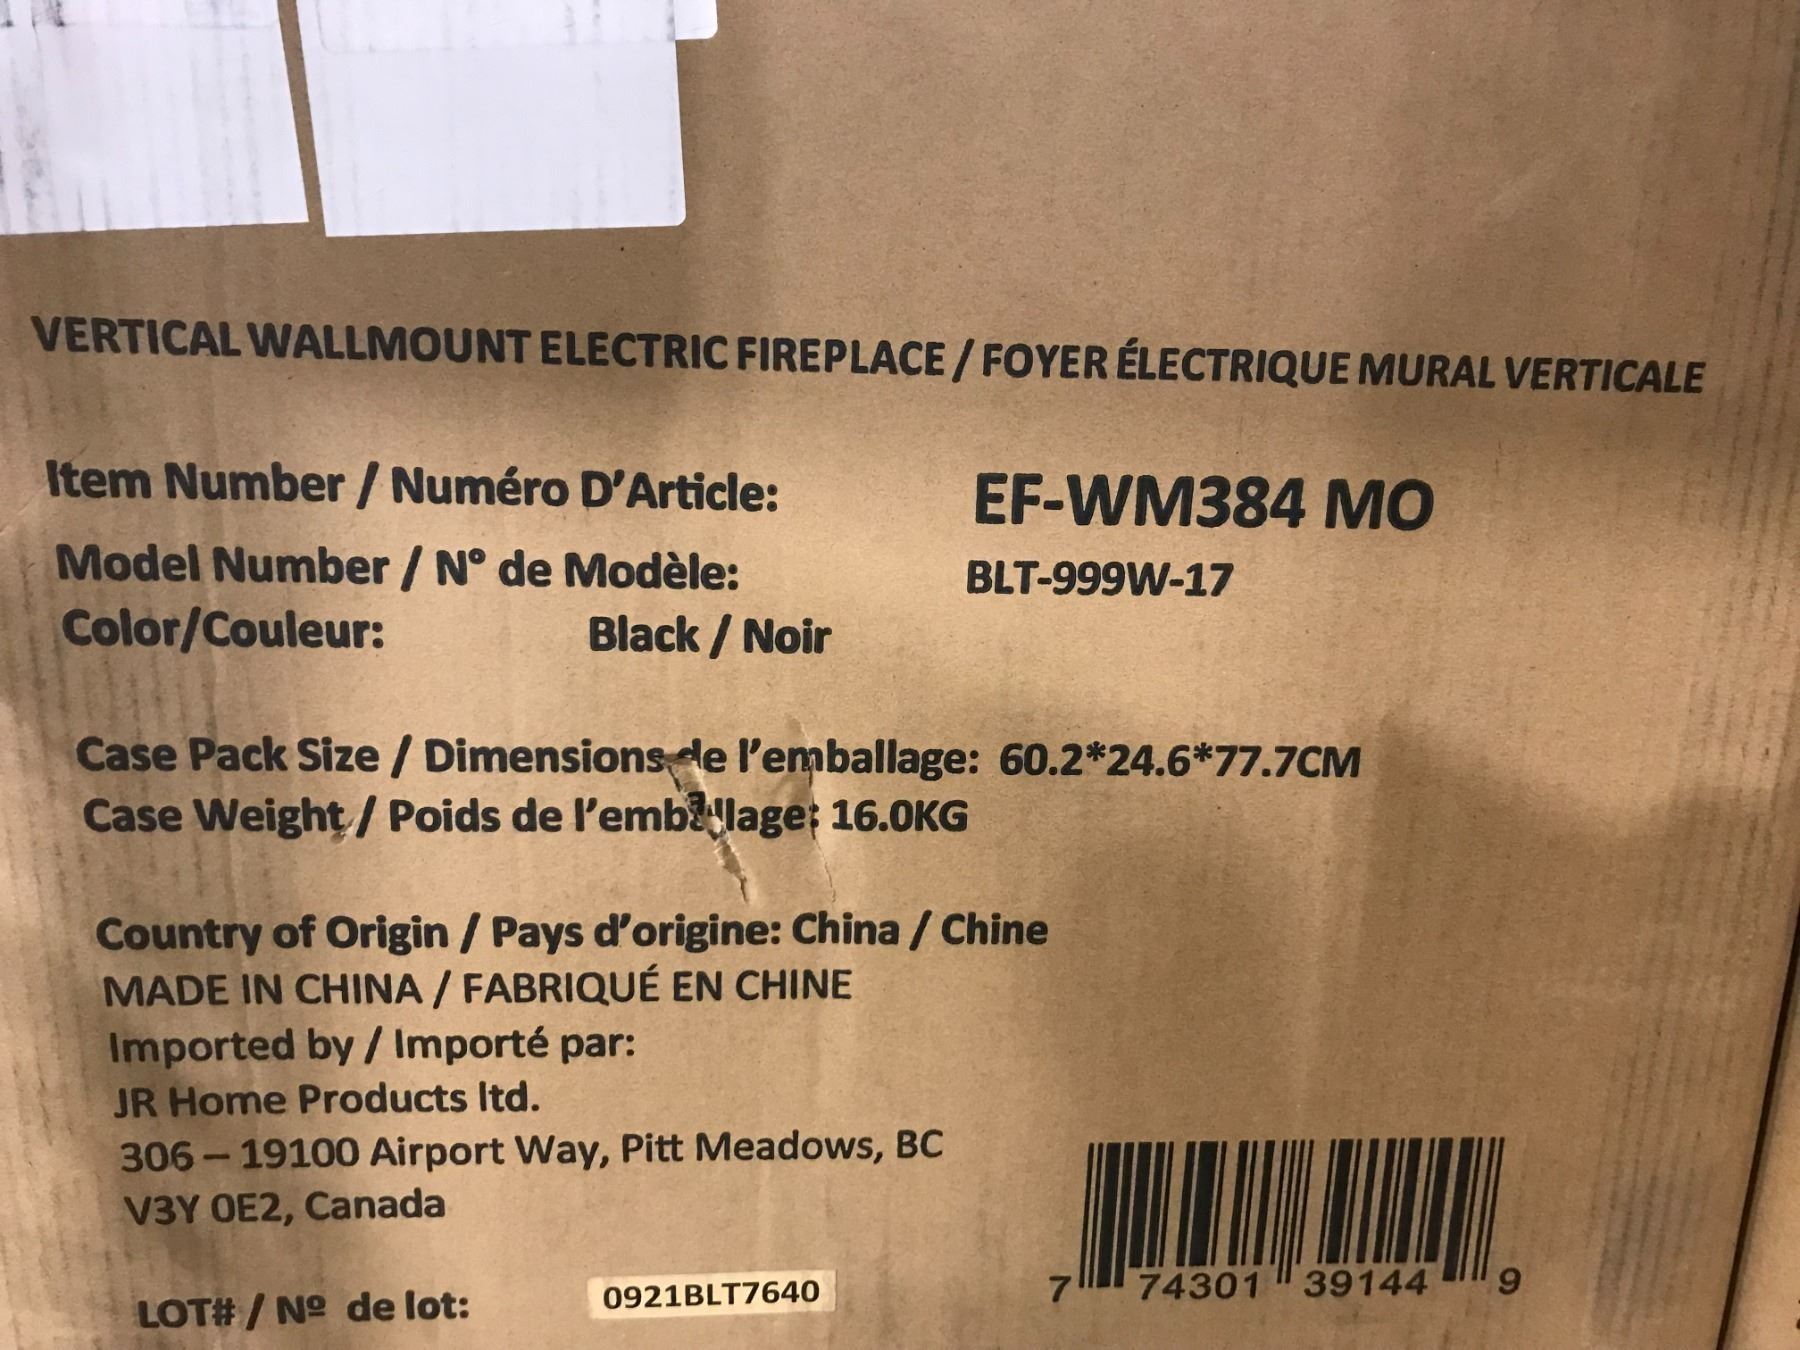 VERTICAL WALLMOUNT ELECTRIC FIREPLACE / FOYER ÉLECTRIQUE MURAL VERTICALE
Item Number / Numéro D'Article: EF-WM384 MO
Model Number / N° de Modèle: BLT-999W-17
Color/Couleur: Black / Noir
Case Pack Size / Dimensions de l'emballage: 60.2*24.6*77.7CM
Case Weight / Poids de l'emballage: 16.0KG
Country of Origin / Pays d'origine: China / Chine
MADE IN CHINA / FABRIQUÉ EN CHINE
Imported by / Importé par:
JR Home Products ltd.
306 – 19100 Airport Way, Pitt Meadows, BC
V3Y 0E2, Canada
LOT# / Nº de lot: 0921BLT7640
7 74301 39144 9